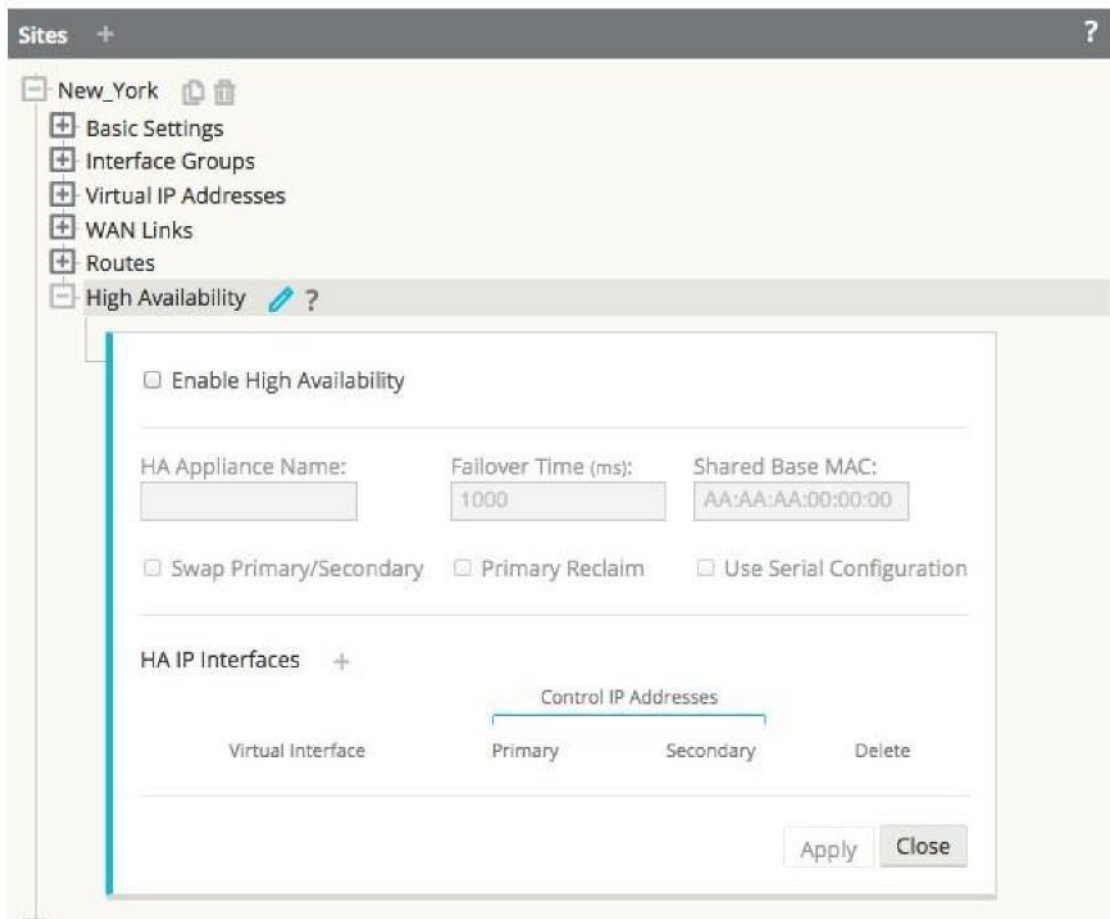 Sites + ?
New_York
Basic Settings
Interface Groups
Virtual IP Addresses
WAN Links
Routes
High Availability ?
Enable High Availability
HA Appliance Name: Failover Time (ms): Shared Base MAC:
1000 AA:AA:AA:00:00:00
Swap Primary/Secondary Primary Reclaim Use Serial Configuration
HA IP Interfaces +
Control IP Addresses
Virtual Interface Primary Secondary Delete
Apply Close